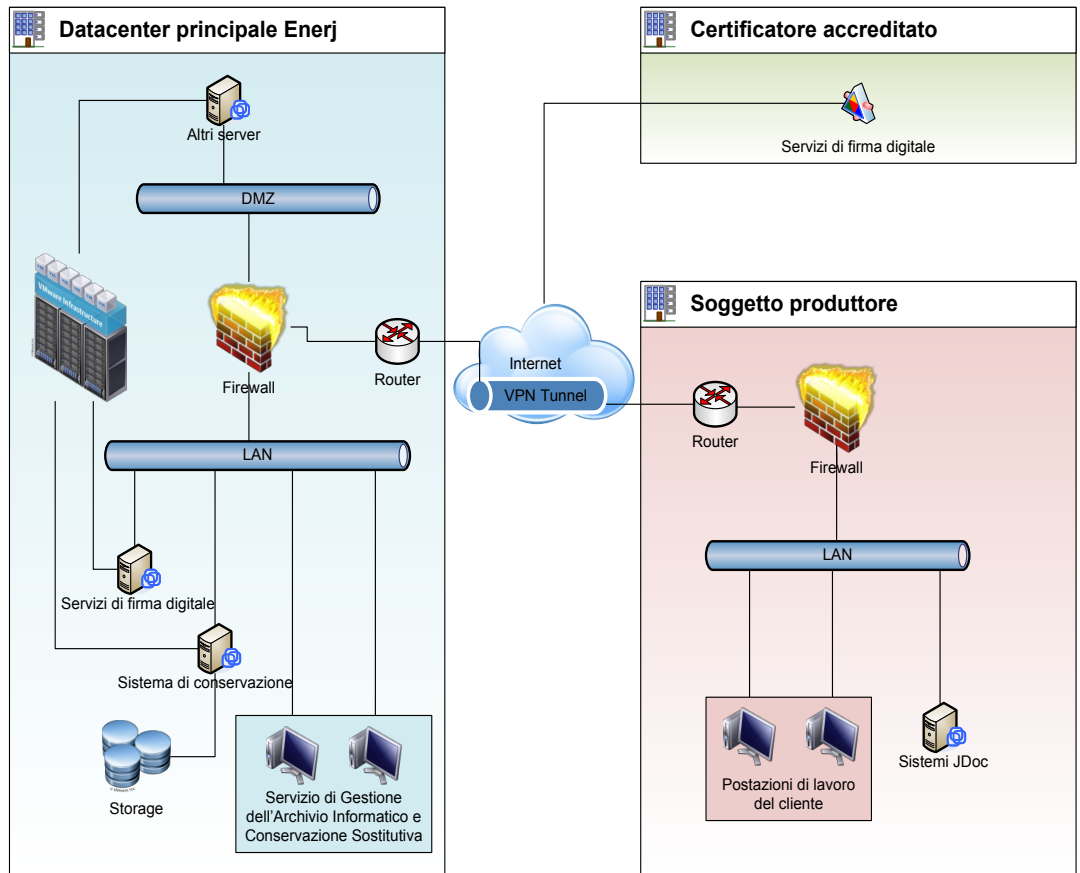 Datacenter principale Enerj
Altri server
DMZ
VMware Infrastructure
Firewall
Router
LAN
Servizi di firma digitale
Sistema di conservazione
Storage
Servizio di Gestione
dell'Archivio Informatico e
Conservazione Sostitutiva
Internet
VPN Tunnel
Certificatore accreditato
Servizi di firma digitale
Soggetto produttore
Router
Firewall
LAN
Postazioni di lavoro
del cliente
Sistemi JDoc